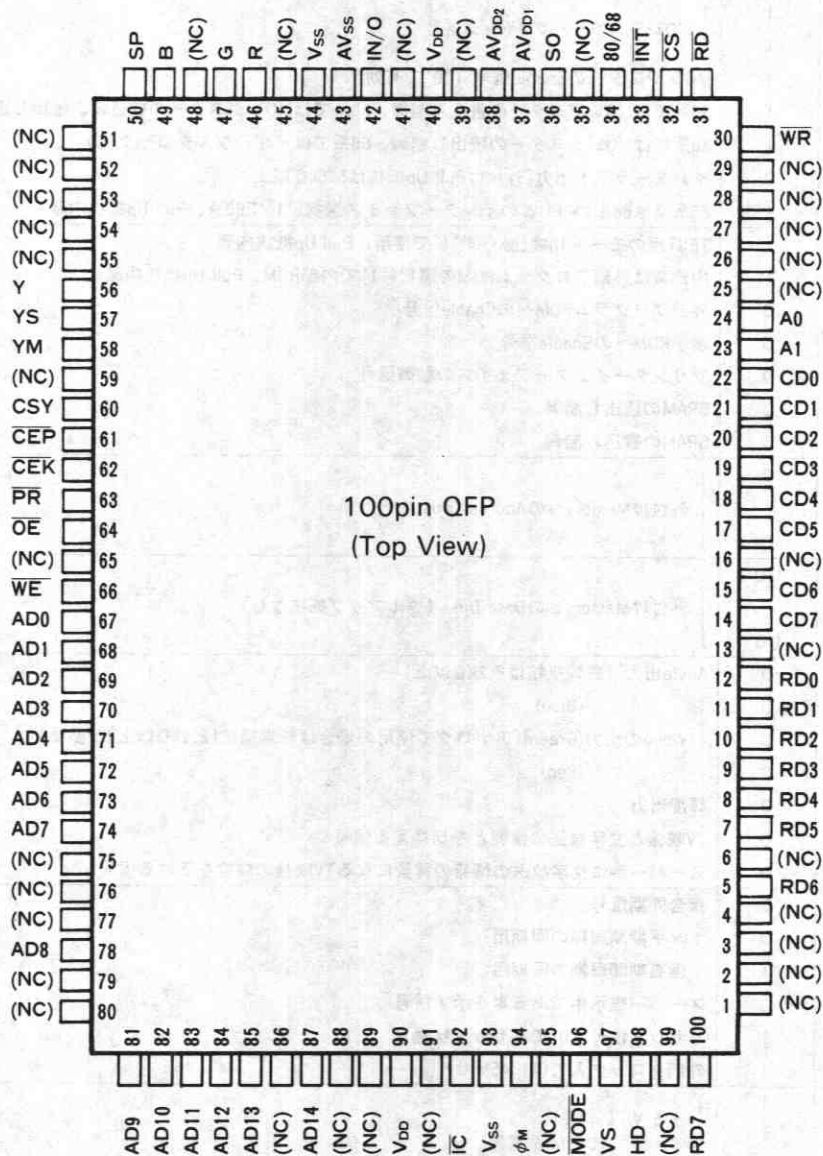 SP B (NC) G R (NC) VSS AVSS IN/O (NC) VDD (NC) AVDD2 AVDD1 SO (NC) 80/68 INT CS RD
50 49 48 47 46 45 44 43 42 41 40 39 38 37 36 35 34 33 32 31
(NC) 51
(NC) 52
(NC) 53
(NC) 54
(NC) 55
Y 56
YS 57
YM 58
(NC) 59
CSY 60
CEP 61
CEK 62
PR 63
OE 64
(NC) 65
WE 66
AD0 67
AD1 68
AD2 69
AD3 70
AD4 71
AD5 72
AD6 73
AD7 74
(NC) 75
(NC) 76
(NC) 77
AD8 78
(NC) 79
(NC) 80
100pin QFP
(Top View)
30 WR
29 (NC)
28 (NC)
27 (NC)
26 (NC)
25 (NC)
24 A0
23 A1
22 CD0
21 CD1
20 CD2
19 CD3
18 CD4
17 CD5
16 (NC)
15 CD6
14 CD7
13 (NC)
12 RD0
11 RD1
10 RD2
9 RD3
8 RD4
7 RD5
6 (NC)
5 RD6
4 (NC)
3 (NC)
2 (NC)
1 (NC)
81 82 83 84 85 86 87 88 89 90 91 92 93 94 95 96 97 98 99 100
AD9 AD10 AD11 AD12 AD13 (NC) AD14 (NC) (NC) VDD (NC) IC VSS φM (NC) MODE VS HD (NC) RD7